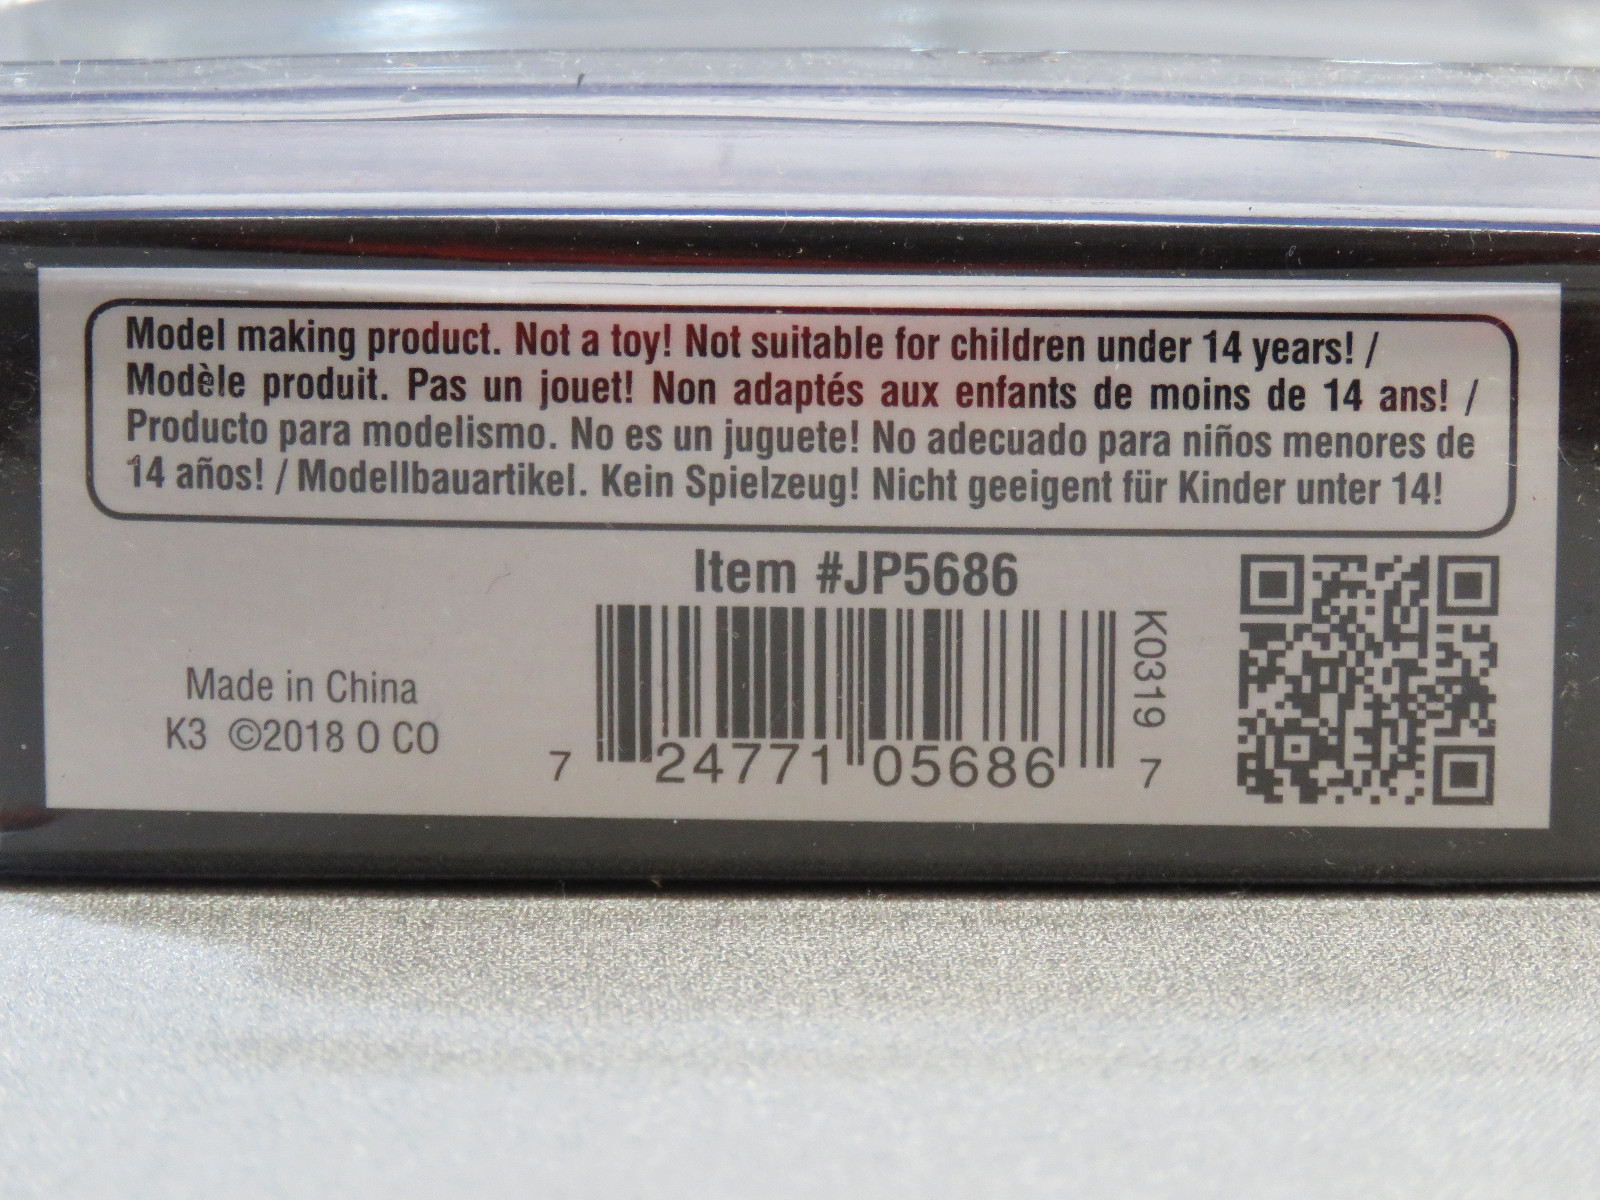 Model making product. Not a toy! Not suitable for children under 14 years! /
Modèle produit. Pas un jouet! Non adaptés aux enfants de moins de 14 ans! /
Producto para modelismo. No es un juguete! No adecuado para niños menores de
14 años! / Modellbauartikel. Kein Spielzeug! Nicht geeigent für Kinder unter 14!
Item #JP5686
K0319
Made in China
K3 ©2018 O CO
7 24771 05686 7